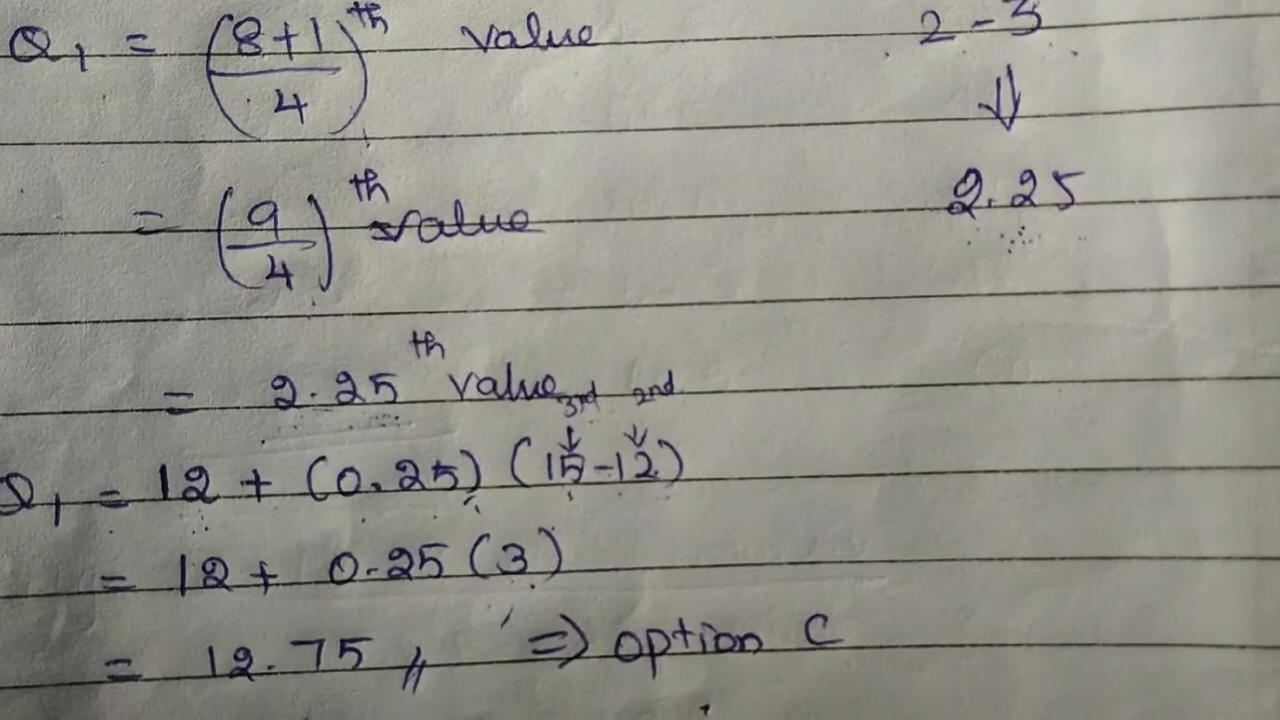 Q₁ = (8+1/4)ᵗʰ value 2 - 3
⇓
= (9/4)ᵗʰ value 2.25
= 2.25ᵗʰ value
3rd 2nd
↓ ↓
Q₁ = 12 + (0.25) (15-12)
= 12 + 0.25 (3)
= 12.75 ⇒ option C